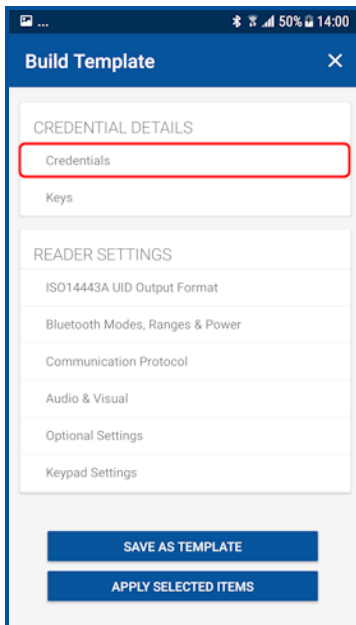 ... 50% 14:00
Build Template
CREDENTIAL DETAILS
Credentials
Keys
READER SETTINGS
ISO14443A UID Output Format
Bluetooth Modes, Ranges & Power
Communication Protocol
Audio & Visual
Optional Settings
Keypad Settings
SAVE AS TEMPLATE
APPLY SELECTED ITEMS